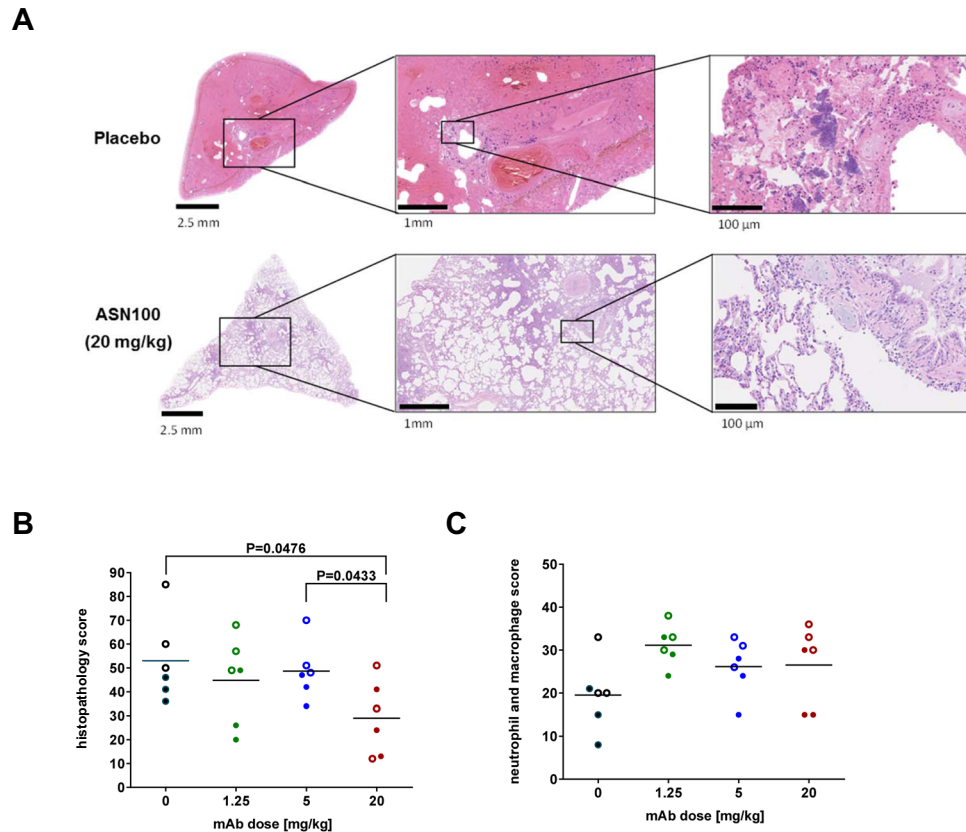 A
Placebo
2.5 mm
1mm
100 µm
ASN100
(20 mg/kg)
2.5 mm
1mm
100 µm
B
P=0.0476
P=0.0433
histopathology score
90
80
70
60
50
40
30
20
10
0
0 1.25 5 20
mAb dose [mg/kg]
C
neutrophil and macrophage score
50
40
30
20
10
0
0 1.25 5 20
mAb dose [mg/kg]